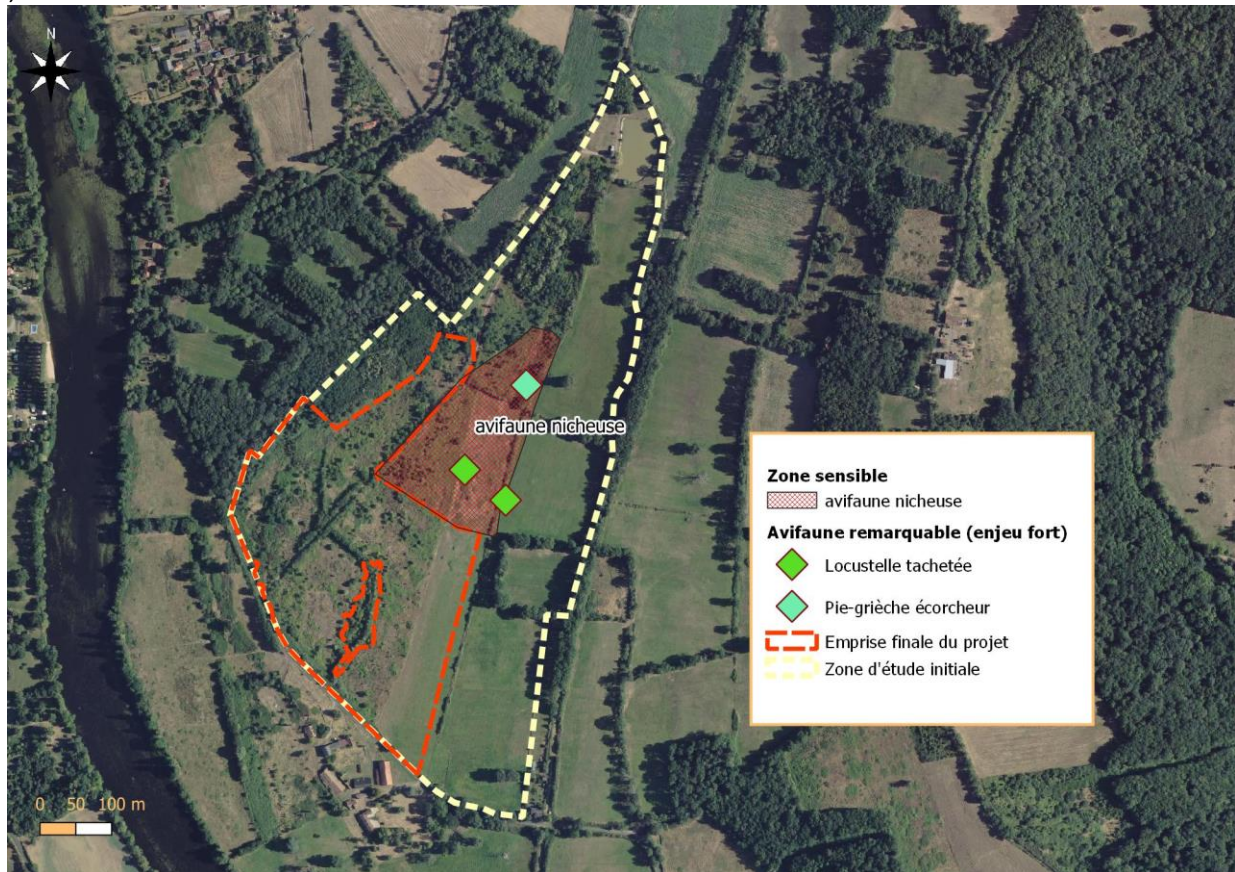 N
avifaune nicheuse
Zone sensible
avifaune nicheuse
Avifaune remarquable (enjeu fort)
Locustelle tachetée
Pie-grièche écorcheur
Emprise finale du projet
Zone d'étude initiale
0 50 100 m